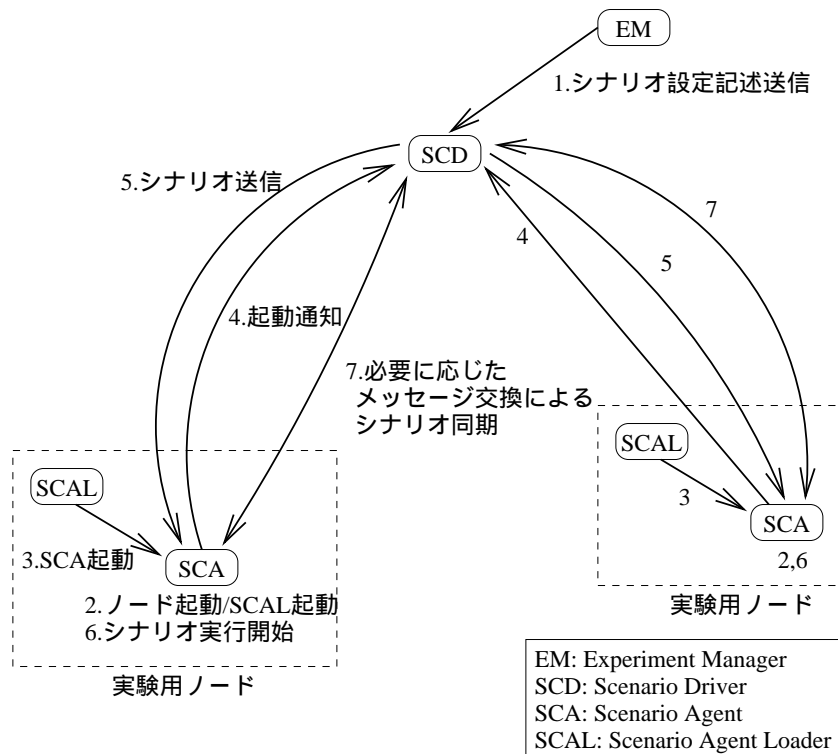 EM
1.シナリオ設定記述送信
SCD
5.シナリオ送信
7
4
5
4.起動通知
7.必要に応じた
メッセージ交換による
シナリオ同期
SCAL
3
SCA
2,6
実験用ノード
SCAL
3.SCA起動
SCA
2.ノード起動/SCAL起動
6.シナリオ実行開始
実験用ノード
EM: Experiment Manager
SCD: Scenario Driver
SCA: Scenario Agent
SCAL: Scenario Agent Loader